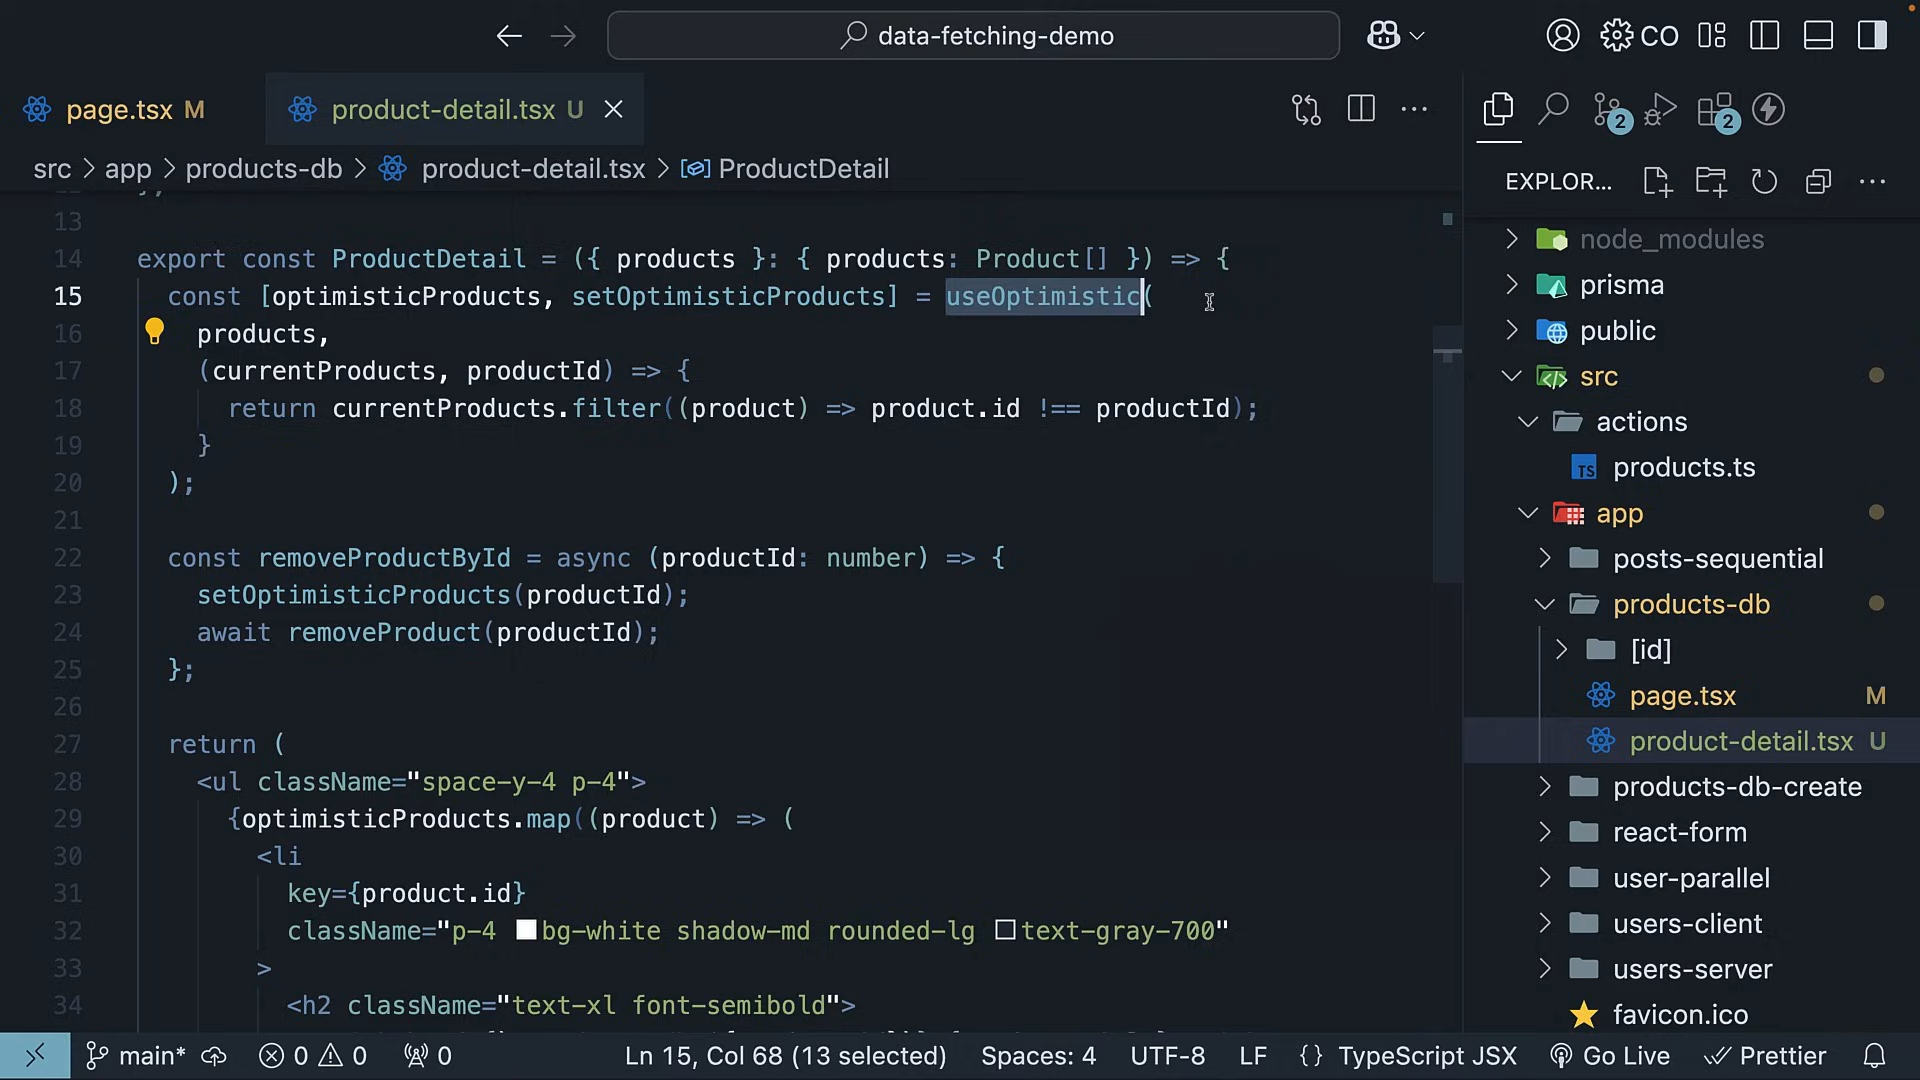 data-fetching-demo
CO
page.tsx M
product-detail.tsx U
2
2
src > app > products-db > product-detail.tsx > ProductDetail
EXPLOR...
13
14 export const ProductDetail = ({ products }: { products: Product[] }) => {
15 const [optimisticProducts, setOptimisticProducts] = useOptimistic(
16 products,
17 (currentProducts, productId) => {
18 return currentProducts.filter((product) => product.id !== productId);
19 }
20 );
21
22 const removeProductById = async (productId: number) => {
23 setOptimisticProducts(productId);
24 await removeProduct(productId);
25 };
26
27 return (
28 <ul className="space-y-4 p-4">
29 {optimisticProducts.map((product) => (
30 <li
31 key={product.id}
32 className="p-4 bg-white shadow-md rounded-lg text-gray-700"
33 >
34 <h2 className="text-xl font-semibold">
node_modules
prisma
public
src
actions
TS products.ts
app
posts-sequential
products-db
[id]
page.tsx M
product-detail.tsx U
products-db-create
react-form
user-parallel
users-client
users-server
favicon.ico
main* 0 0 0 Ln 15, Col 68 (13 selected) Spaces: 4 UTF-8 LF {} TypeScript JSX Go Live Prettier